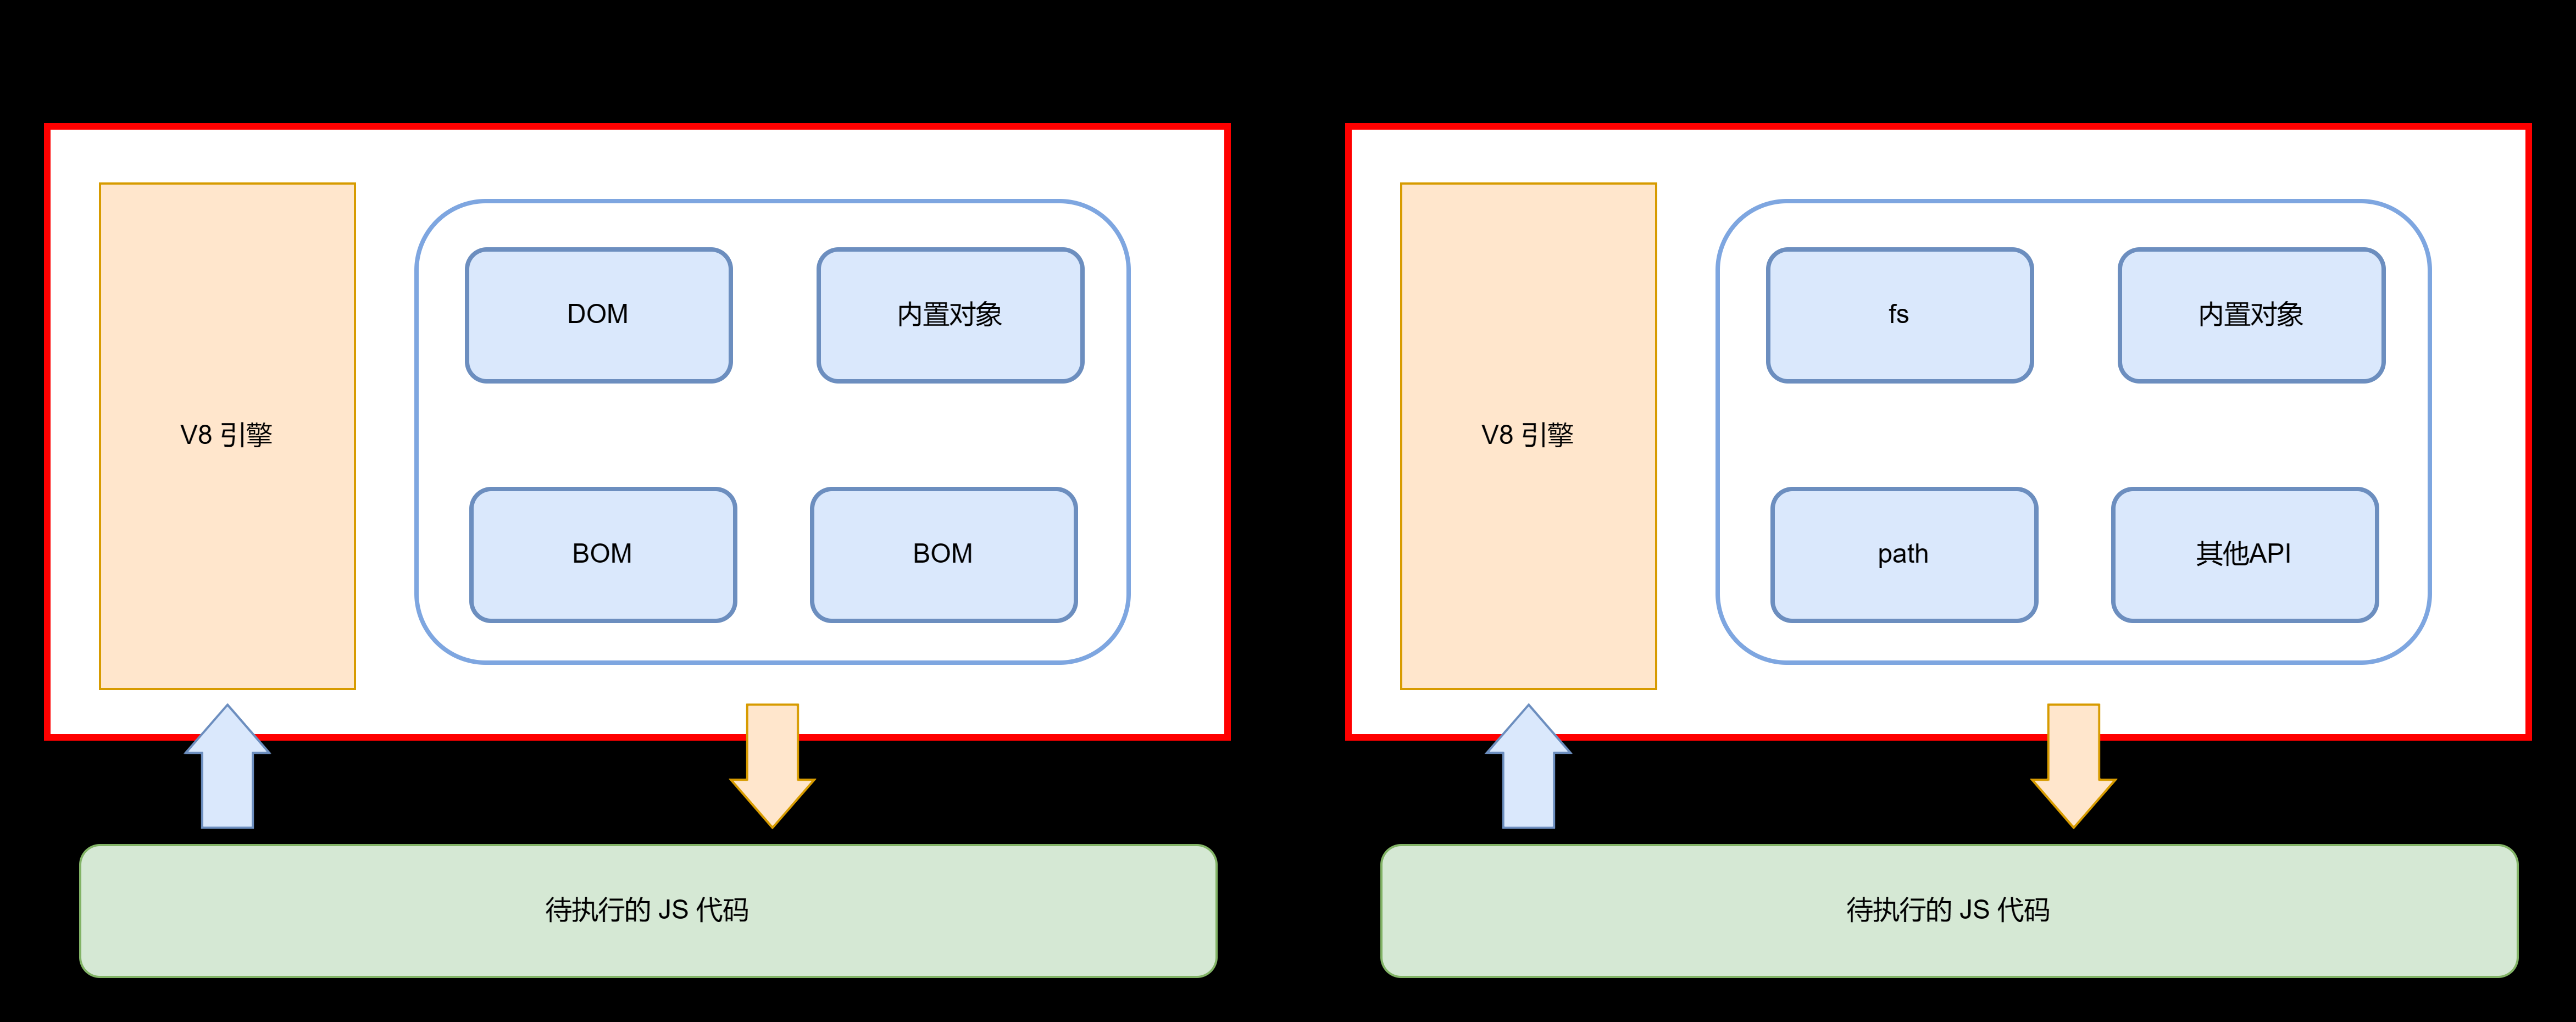 V8 引擎
DOM
内置对象
BOM
BOM
待执行的 JS 代码
V8 引擎
fs
内置对象
path
其他API
待执行的 JS 代码